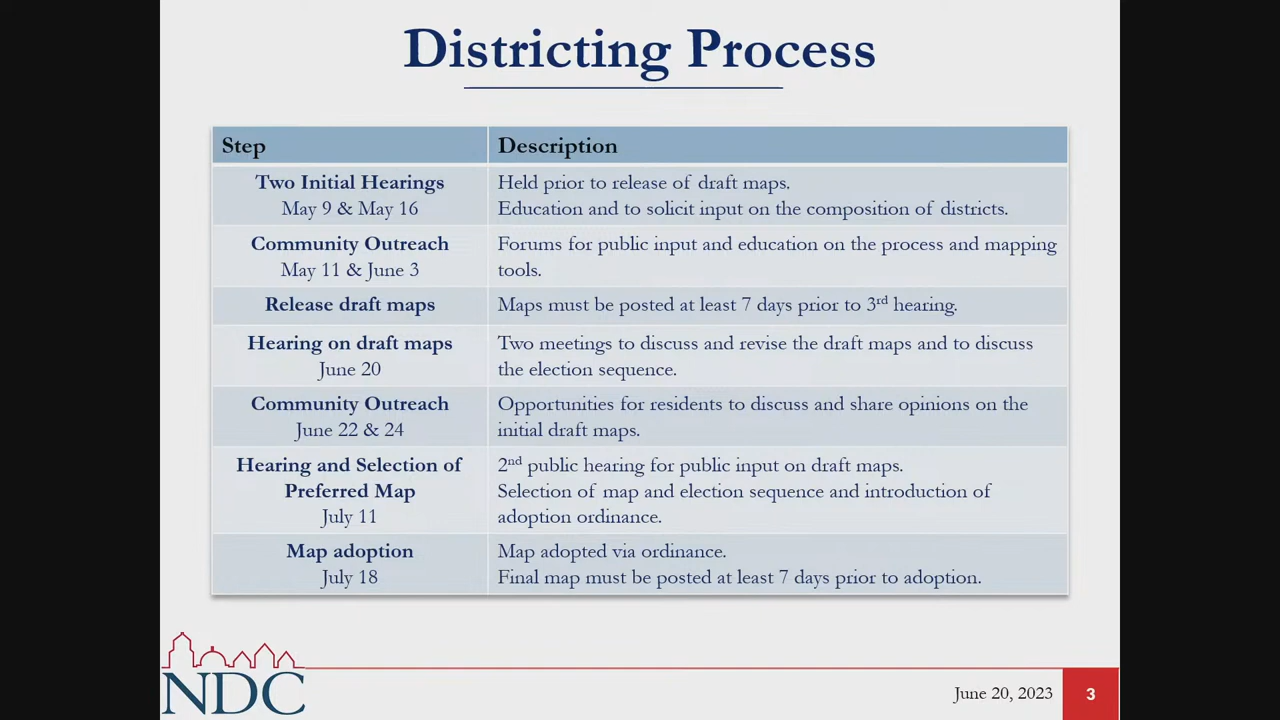 Districting Process
Step
Description
Two Initial Hearings
May 9 & May 16
Held prior to release of draft maps.
Education and to solicit input on the composition of districts.
Community Outreach
May 11 & June 3
Forums for public input and education on the process and mapping
tools.
Release draft maps
Maps must be posted at least 7 days prior to 3rd hearing.
Hearing on draft maps
June 20
Two meetings to discuss and revise the draft maps and to discuss
the election sequence.
Community Outreach
June 22 & 24
Opportunities for residents to discuss and share opinions on the
initial draft maps.
Hearing and Selection of
Preferred Map
July 11
2nd public hearing for public input on draft maps.
Selection of map and election sequence and introduction of
adoption ordinance.
Map adoption
July 18
Map adopted via ordinance.
Final map must be posted at least 7 days prior to adoption.
NDC
June 20, 2023
3